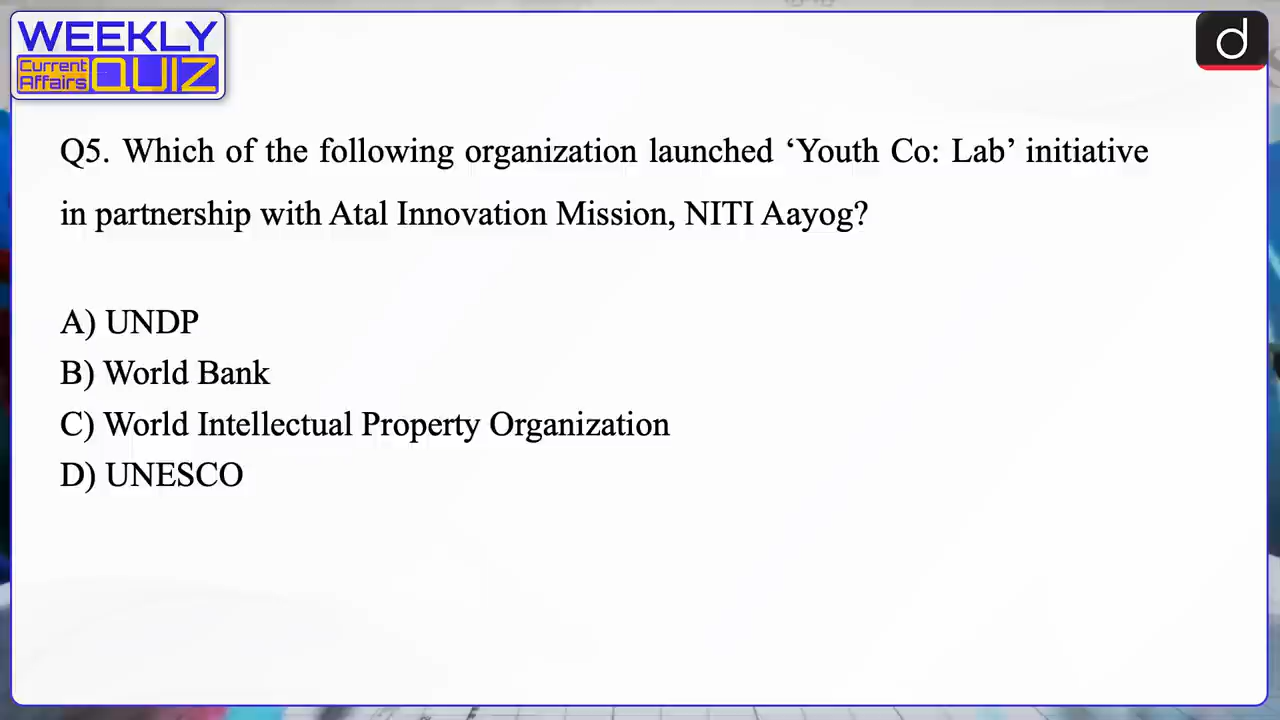 WEEKLY
Current Affairs QUIZ
d
Q5. Which of the following organization launched ‘Youth Co: Lab’ initiative
in partnership with Atal Innovation Mission, NITI Aayog?
A) UNDP
B) World Bank
C) World Intellectual Property Organization
D) UNESCO